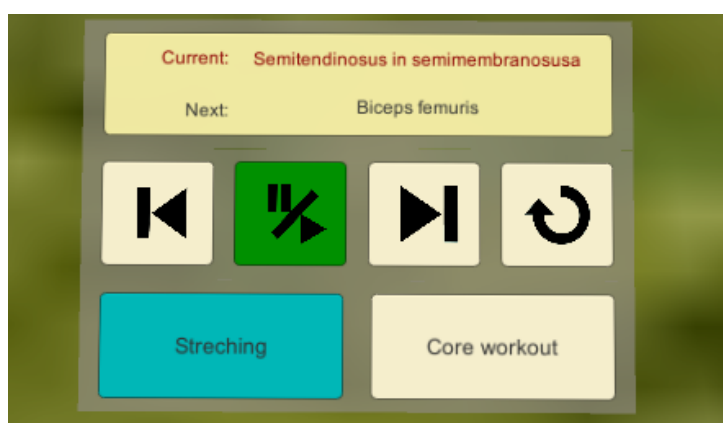 Current: Semitendinosus in semimembranosusa
Next: Biceps femuris
Streching
Core workout